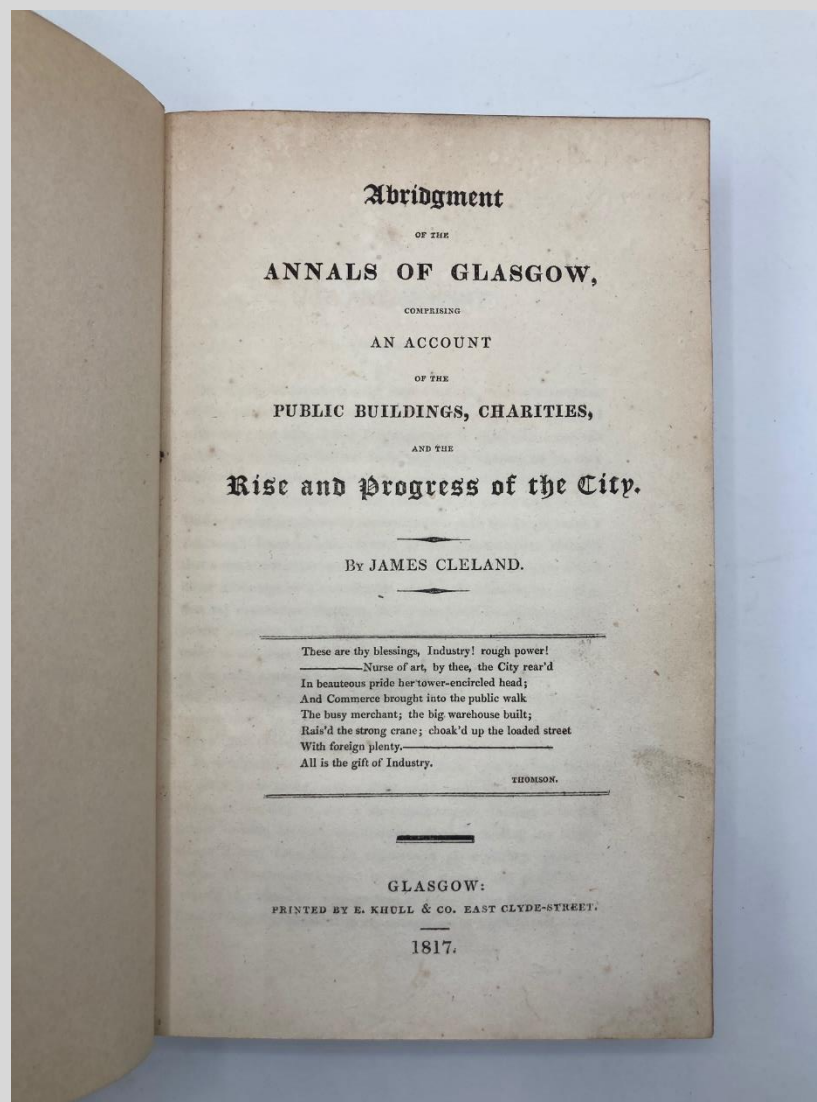 Abridgment
OF THE
ANNALS OF GLASGOW,
COMPRISING
AN ACCOUNT
OF THE
PUBLIC BUILDINGS, CHARITIES,
AND THE
Rise and Progress of the City.
BY JAMES CLELAND.
These are thy blessings, Industry! rough power!
————Nurse of art, by thee, the City rear'd
In beauteous pride her tower-encircled head;
And Commerce brought into the public walk
The busy merchant; the big warehouse built;
Rais'd the strong crane; choak'd up the loaded street
With foreign plenty.————
All is the gift of Industry.
THOMSON.
GLASGOW:
PRINTED BY E. KHULL & CO. EAST CLYDE-STREET.
1817.